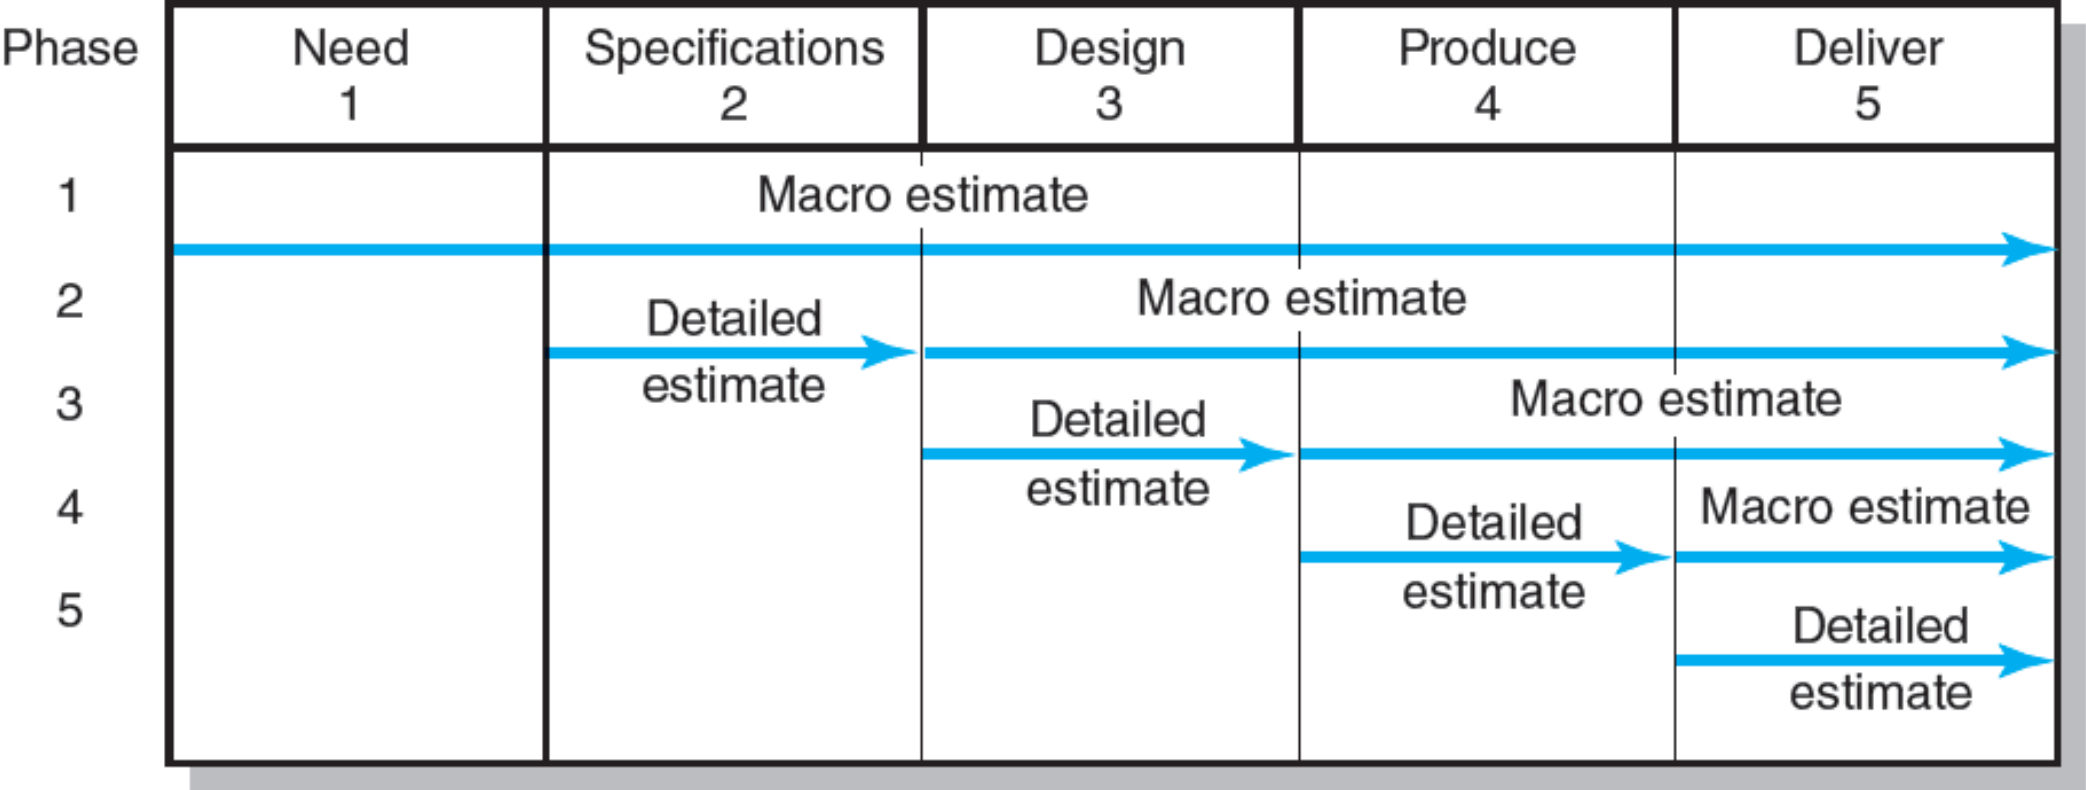 Phase Need Specifications Design Produce Deliver
1 2 3 4 5
1 Macro estimate
2 Macro estimate
Detailed
estimate
3 Macro estimate
Detailed
estimate
4 Macro estimate
Detailed
estimate
5
Detailed
estimate